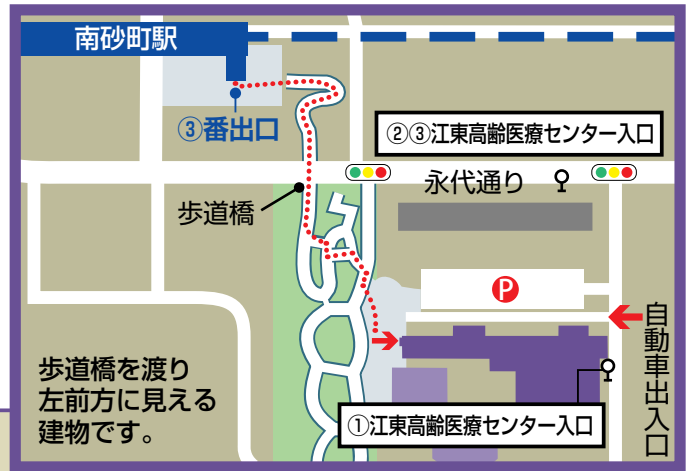 南砂町駅
③番出口
②③江東高齢医療センター入口
永代通り
歩道橋
P
自動車出入口
歩道橋を渡り
左前方に見える
建物です。
①江東高齢医療センター入口